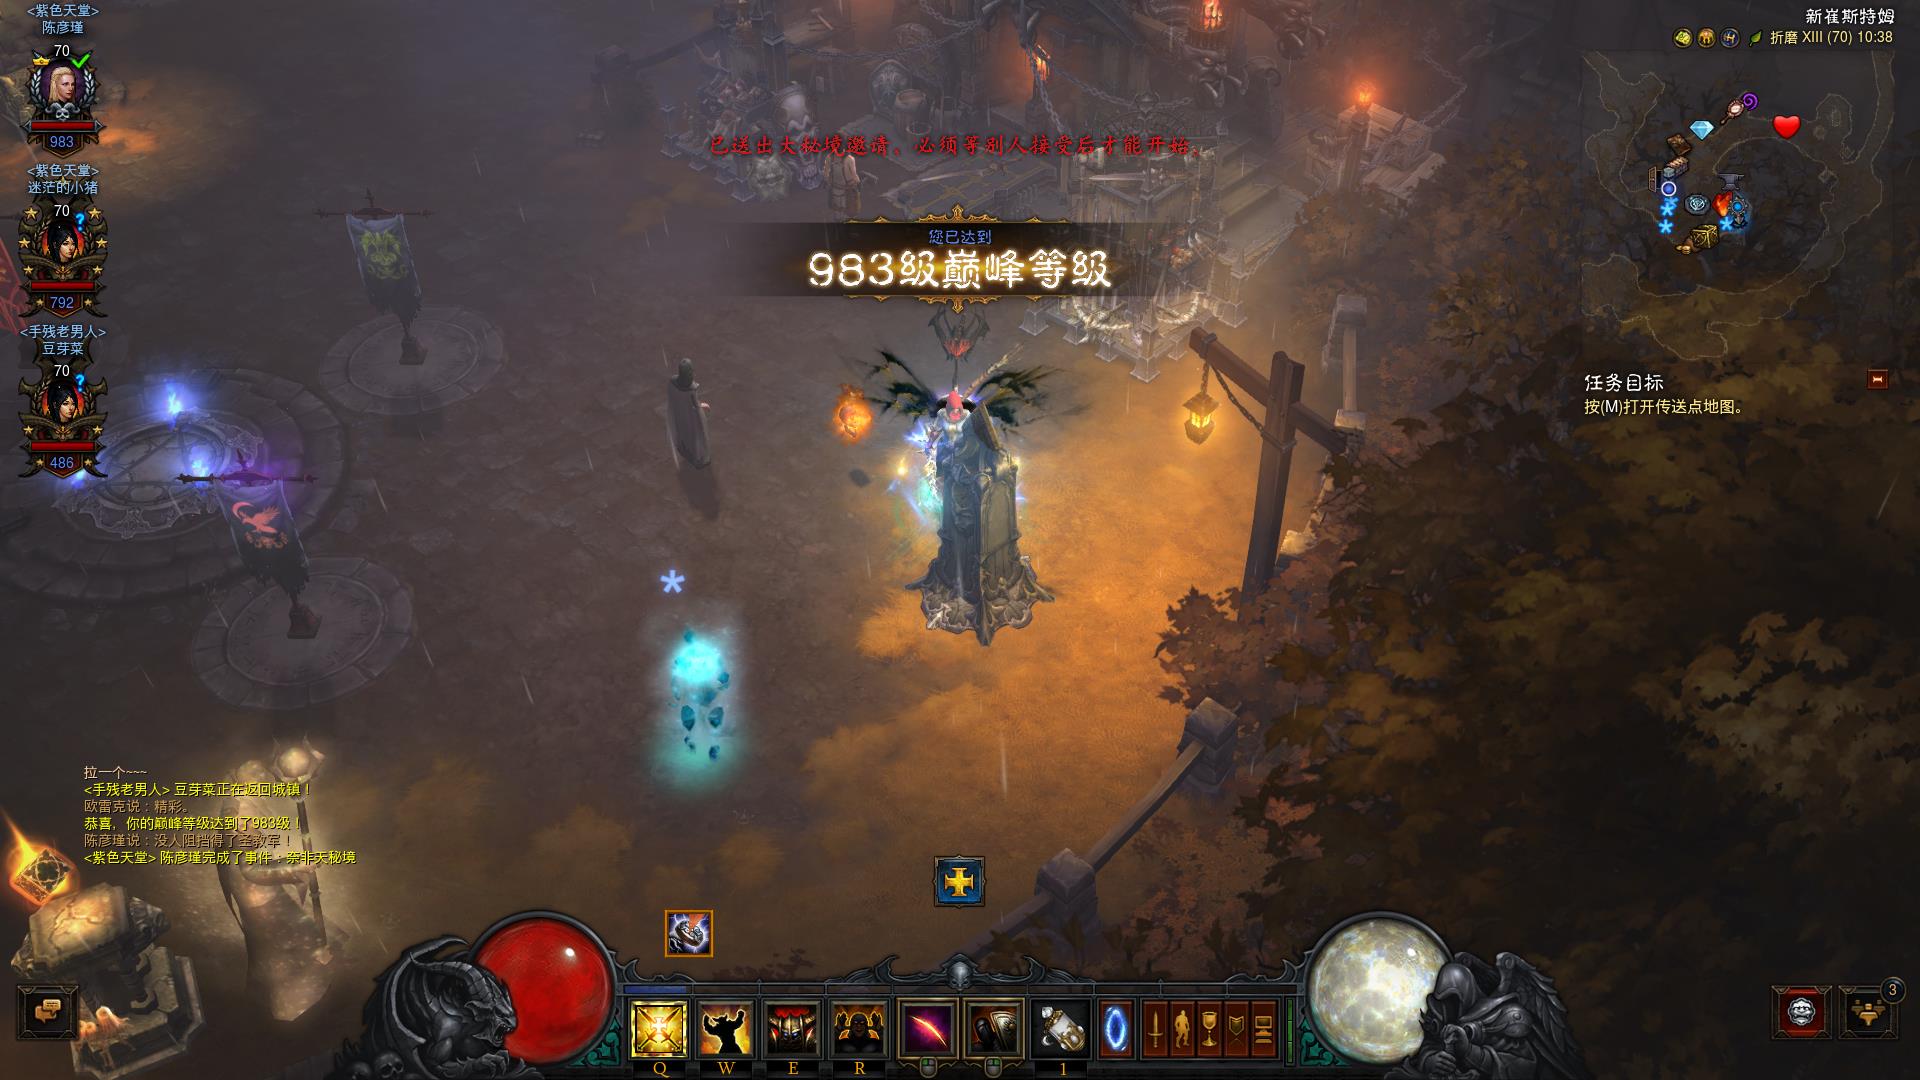 <紫色天堂>
陈彦瑾
70
983
<紫色天堂>
迷茫的小猪
70
?
792
<手残老男人>
豆芽菜
70
?
486
新崔斯特姆
折磨 XIII (70) 10:38
已送出大秘境邀请。必须等别人接受后才能开始。
您已达到
983级巅峰等级
任务目标
按(M)打开传送点地图。
拉一个~~~
<手残老男人> 豆芽菜正在返回城镇！
欧雷克说：精彩。
恭喜，你的巅峰等级达到了983级！
陈彦瑾说：没人阻挡得了圣教军！
<紫色天堂> 陈彦瑾完成了事件：奈非天秘境
3
Q W E R 1